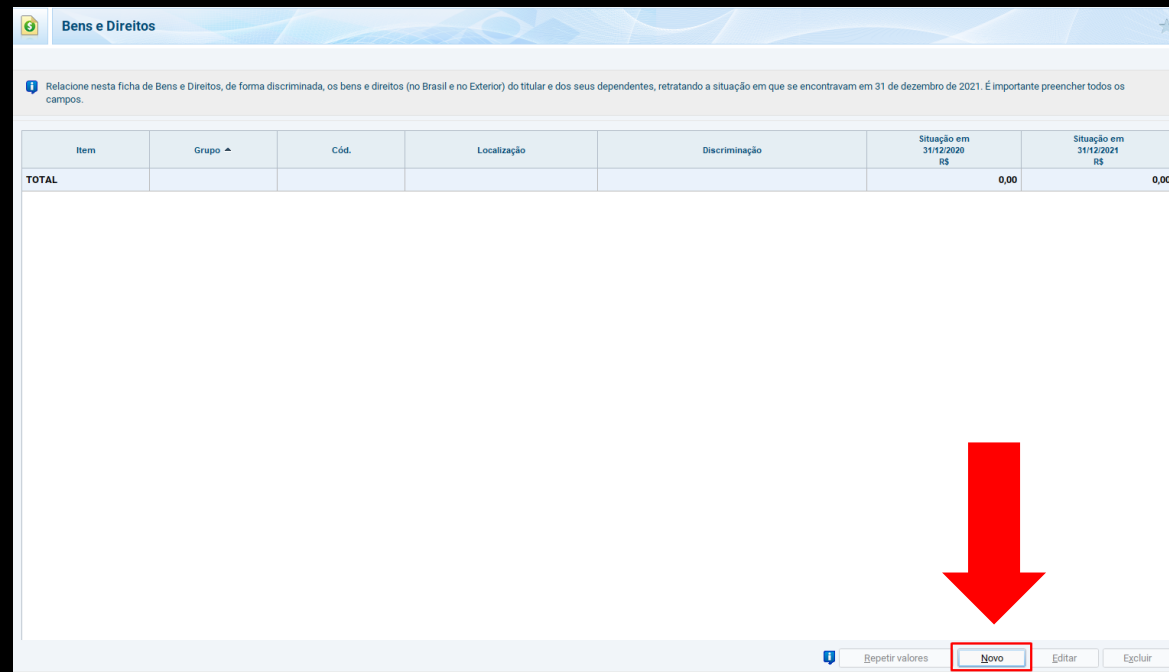 Bens e Direitos
Relacione nesta ficha de Bens e Direitos, de forma discriminada, os bens e direitos (no Brasil e no Exterior) do titular e dos seus dependentes, retratando a situação em que se encontravam em 31 de dezembro de 2021. É importante preencher todos os
campos.
Item Grupo Cód. Localização Discriminação Situação em 31/12/2020 R$ Situação em 31/12/2021 R$
TOTAL 0,00 0,00
Repetir valores Novo Editar Excluir